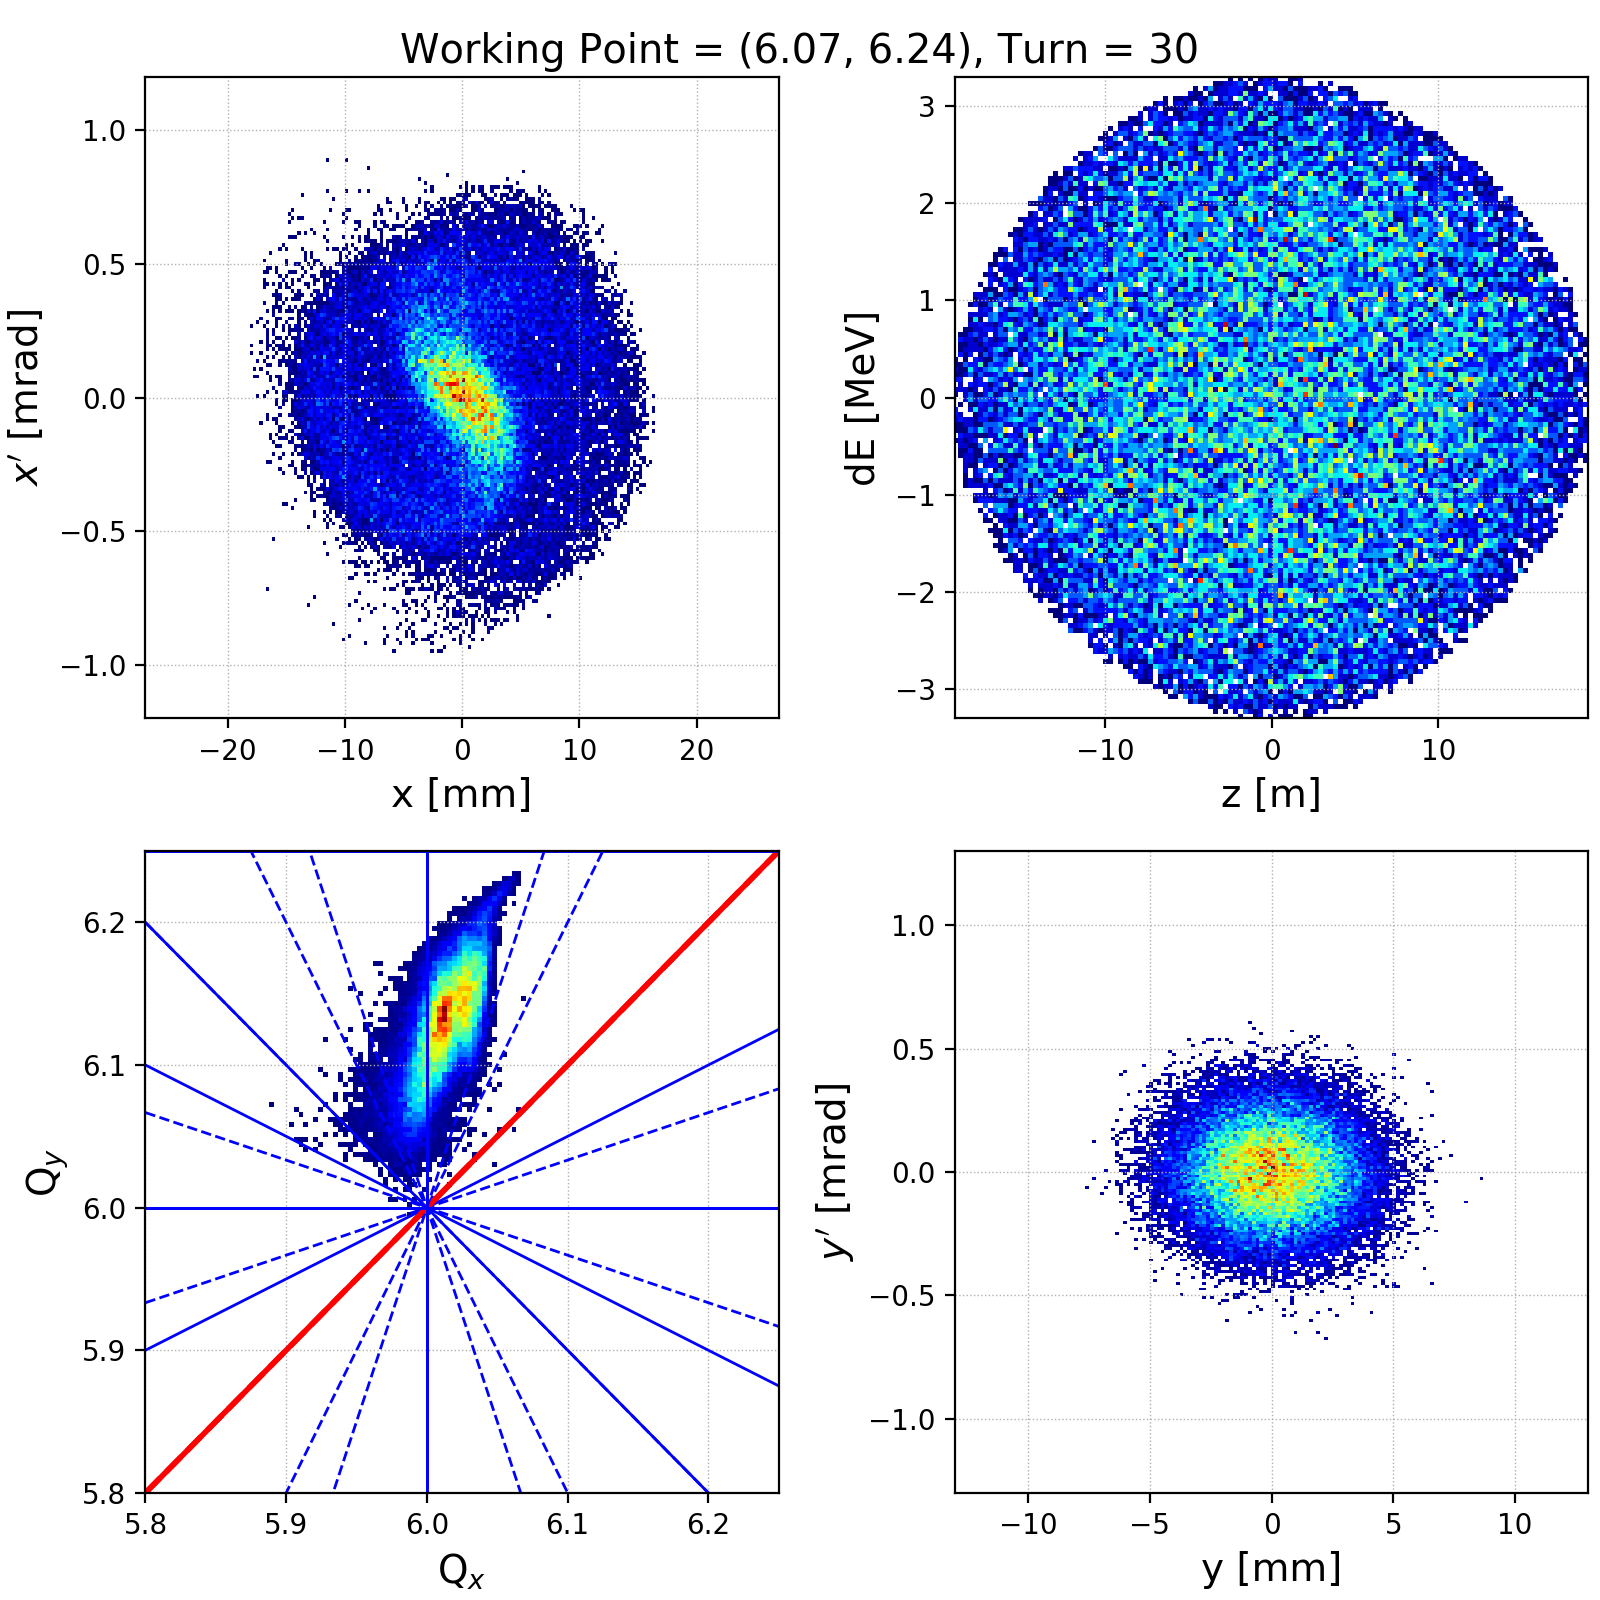 Working Point = (6.07, 6.24), Turn = 30
1.0
0.5
0.0
−0.5
−1.0
x′ [mrad]
−20 −10 0 10 20
x [mm]
3
2
1
0
−1
−2
−3
dE [MeV]
−10 0 10
z [m]
6.2
6.1
6.0
5.9
5.8
Qy
5.8 5.9 6.0 6.1 6.2
Qx
1.0
0.5
0.0
−0.5
−1.0
y′ [mrad]
−10 −5 0 5 10
y [mm]